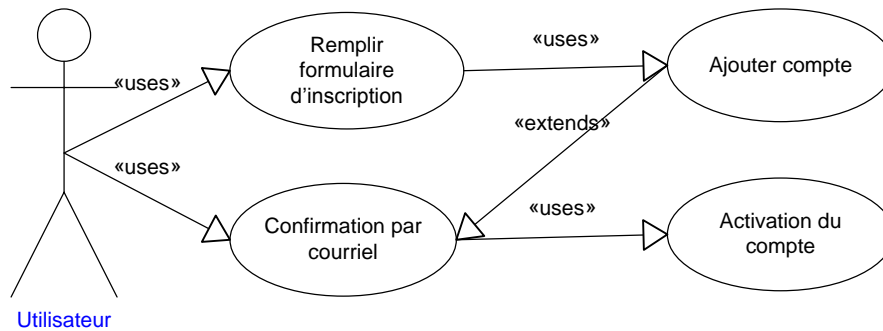 Remplir
formulaire
d'inscription
«uses»
Ajouter compte
«uses»
«extends»
«uses»
Confirmation par
courriel
«uses»
Activation du
compte
Utilisateur